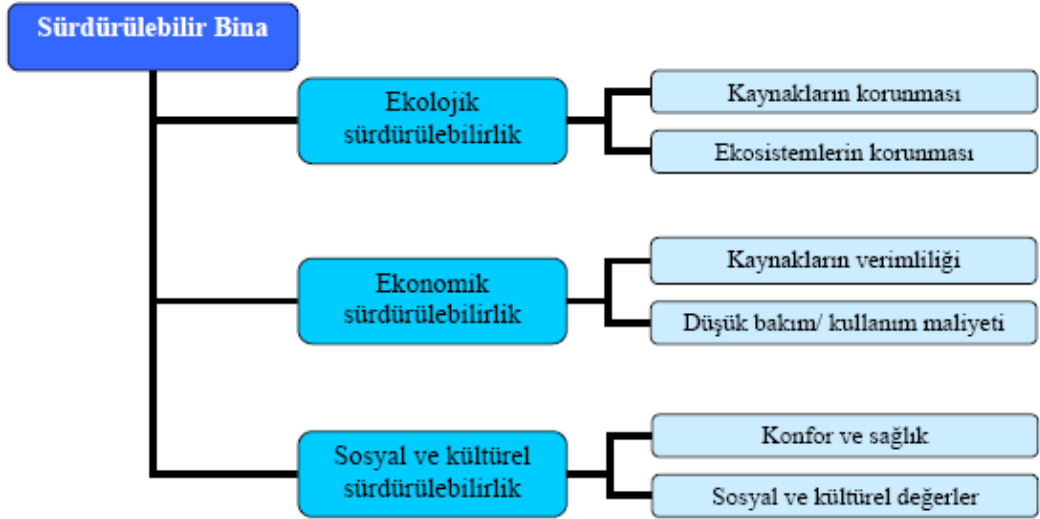 Sürdürülebilir Bina
Ekolojik
sürdürülebilirlik
Kaynakların korunması
Ekosistemlerin korunması
Ekonomik
sürdürülebilirlik
Kaynakların verimliliği
Düşük bakım/ kullanım maliyeti
Sosyal ve kültürel
sürdürülebilirlik
Konfor ve sağlık
Sosyal ve kültürel değerler